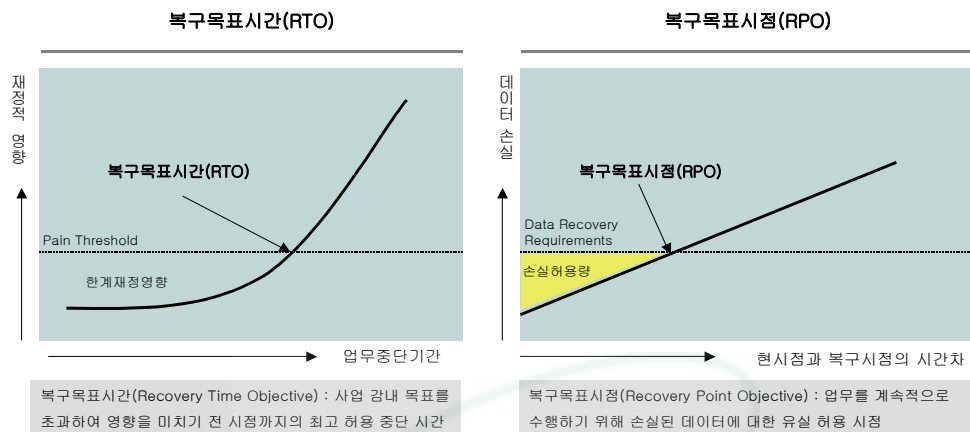 복구목표시간(RTO)
재정적 영향
복구목표시간(RTO)
Pain Threshold
한계재정영향
업무중단기간
복구목표시간(Recovery Time Objective) : 사업 감내 목표를
초과하여 영향을 미치기 전 시점까지의 최고 허용 중단 시간
복구목표시점(RPO)
데이터 손실
복구목표시점(RPO)
Data Recovery
Requirements
손실허용량
현시점과 복구시점의 시간차
복구목표시점(Recovery Point Objective) : 업무를 계속적으로
수행하기 위해 손실된 데이터에 대한 유실 허용 시점